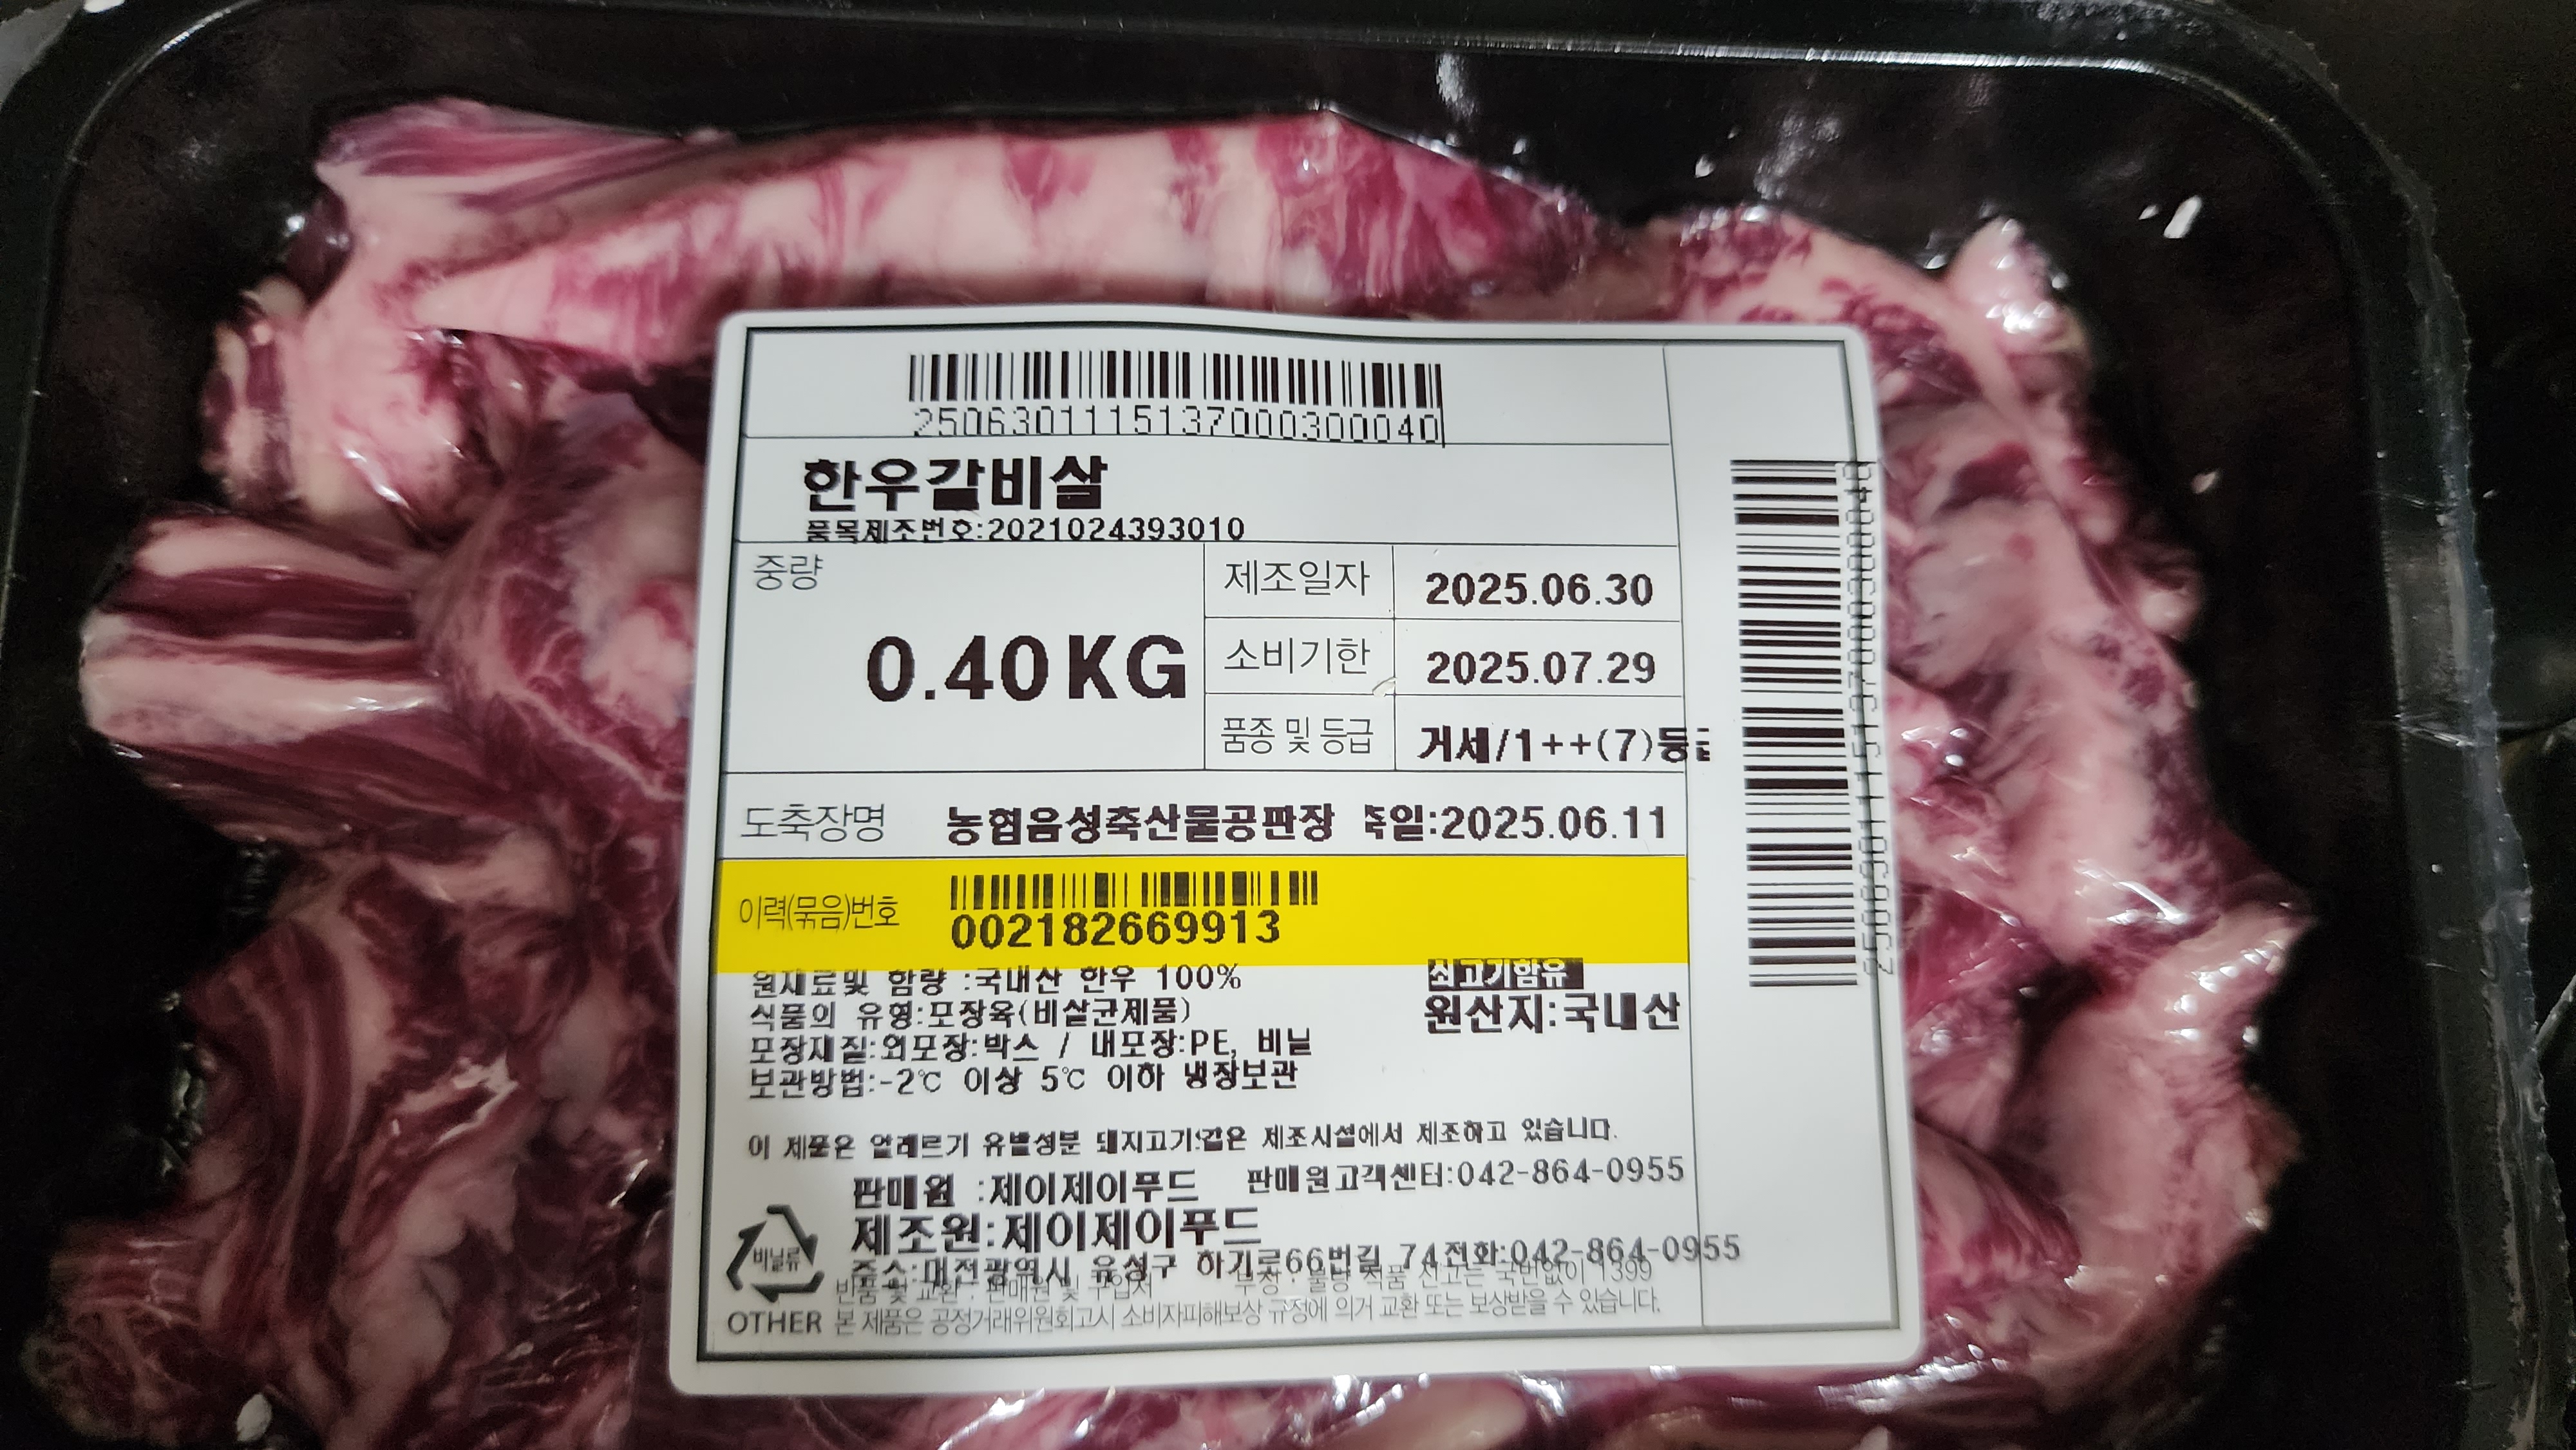 2506301115137000300040
한우갈비살
품목제조번호:2021024393010
중량
0.40KG
제조일자 2025.06.30
소비기한 2025.07.29
품종 및 등급 거세/1++(7)등급
도축장명 농협음성축산물공판장 축일:2025.06.11
이력(묶음)번호
002182669913
원재료및 함량 :국내산 한우 100%
쇠고기함유
식품의 유형:포장육(비살균제품)
원산지:국내산
포장재질:외포장:박스 / 내포장:PE, 비닐
보관방법:-2℃ 이상 5℃ 이하 냉장보관
이 제품은 알레르기 유발성분 돼지고기 같은 제조시설에서 제조하고 있습니다.
판매원 :제이제이푸드 판매원고객센터:042-864-0955
제조원:제이제이푸드
주소:대전광역시 유성구 하기로66번길 74전화:042-864-0955
반품 및 교환 : 판매원 및 구입처 부정 · 불량 식품 신고는 국번없이 1399
본 제품은 공정거래위원회고시 소비자피해보상 규정에 의거 교환 또는 보상받을 수 있습니다.
비닐류
OTHER
2506301115137000300040